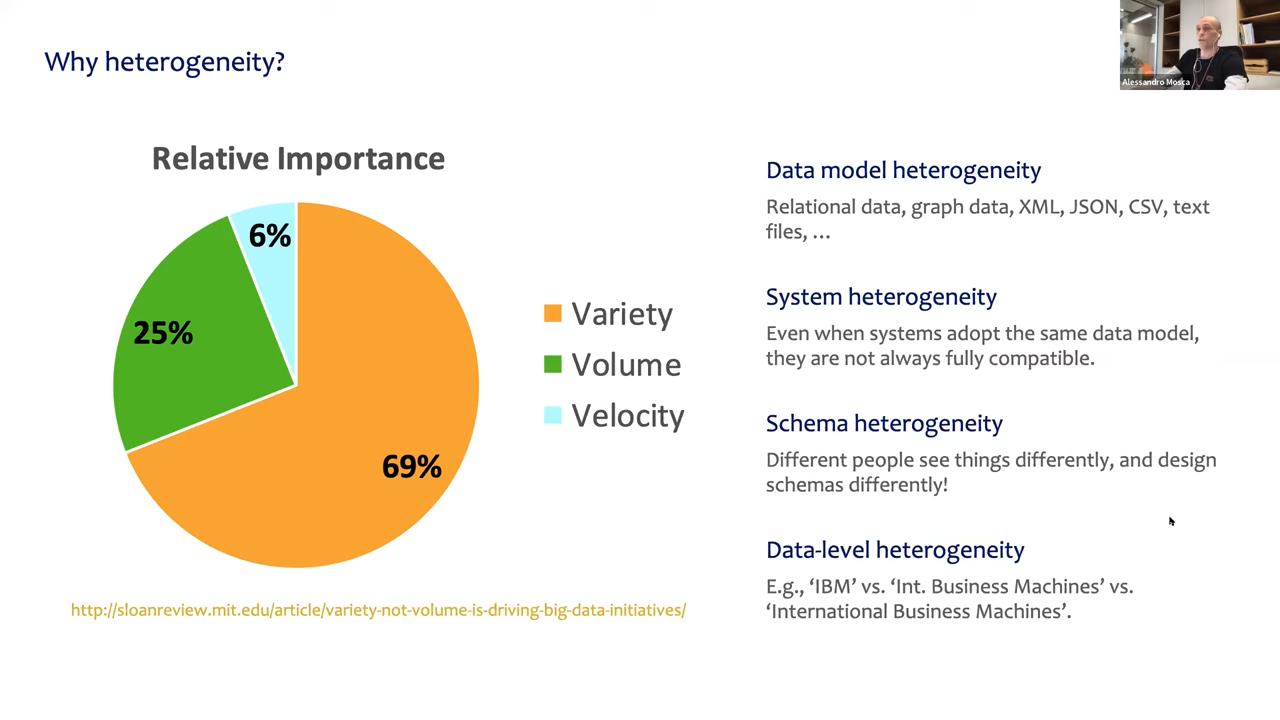 Why heterogeneity?
Alessandro Mosca
Relative Importance
6%
25%
69%
Variety
Volume
Velocity
http://sloanreview.mit.edu/article/variety-not-volume-is-driving-big-data-initiatives/
Data model heterogeneity
Relational data, graph data, XML, JSON, CSV, text
files, …
System heterogeneity
Even when systems adopt the same data model,
they are not always fully compatible.
Schema heterogeneity
Different people see things differently, and design
schemas differently!
Data-level heterogeneity
E.g., ‘IBM’ vs. ‘Int. Business Machines’ vs.
‘International Business Machines’.